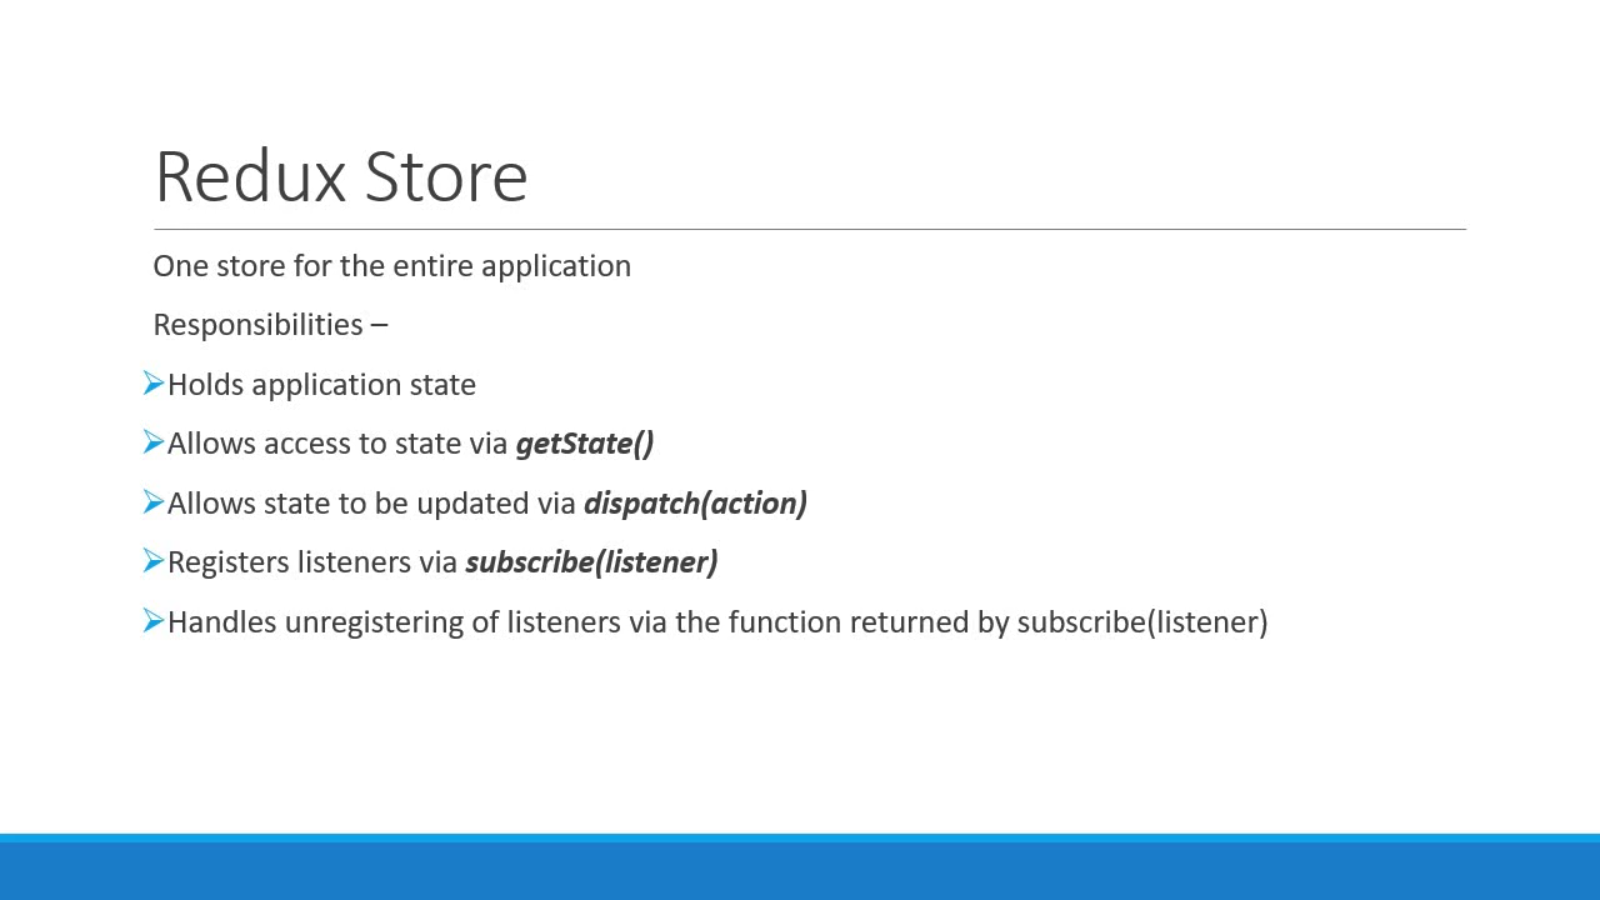 Redux Store
One store for the entire application
Responsibilities –
➢Holds application state
➢Allows access to state via getState()
➢Allows state to be updated via dispatch(action)
➢Registers listeners via subscribe(listener)
➢Handles unregistering of listeners via the function returned by subscribe(listener)